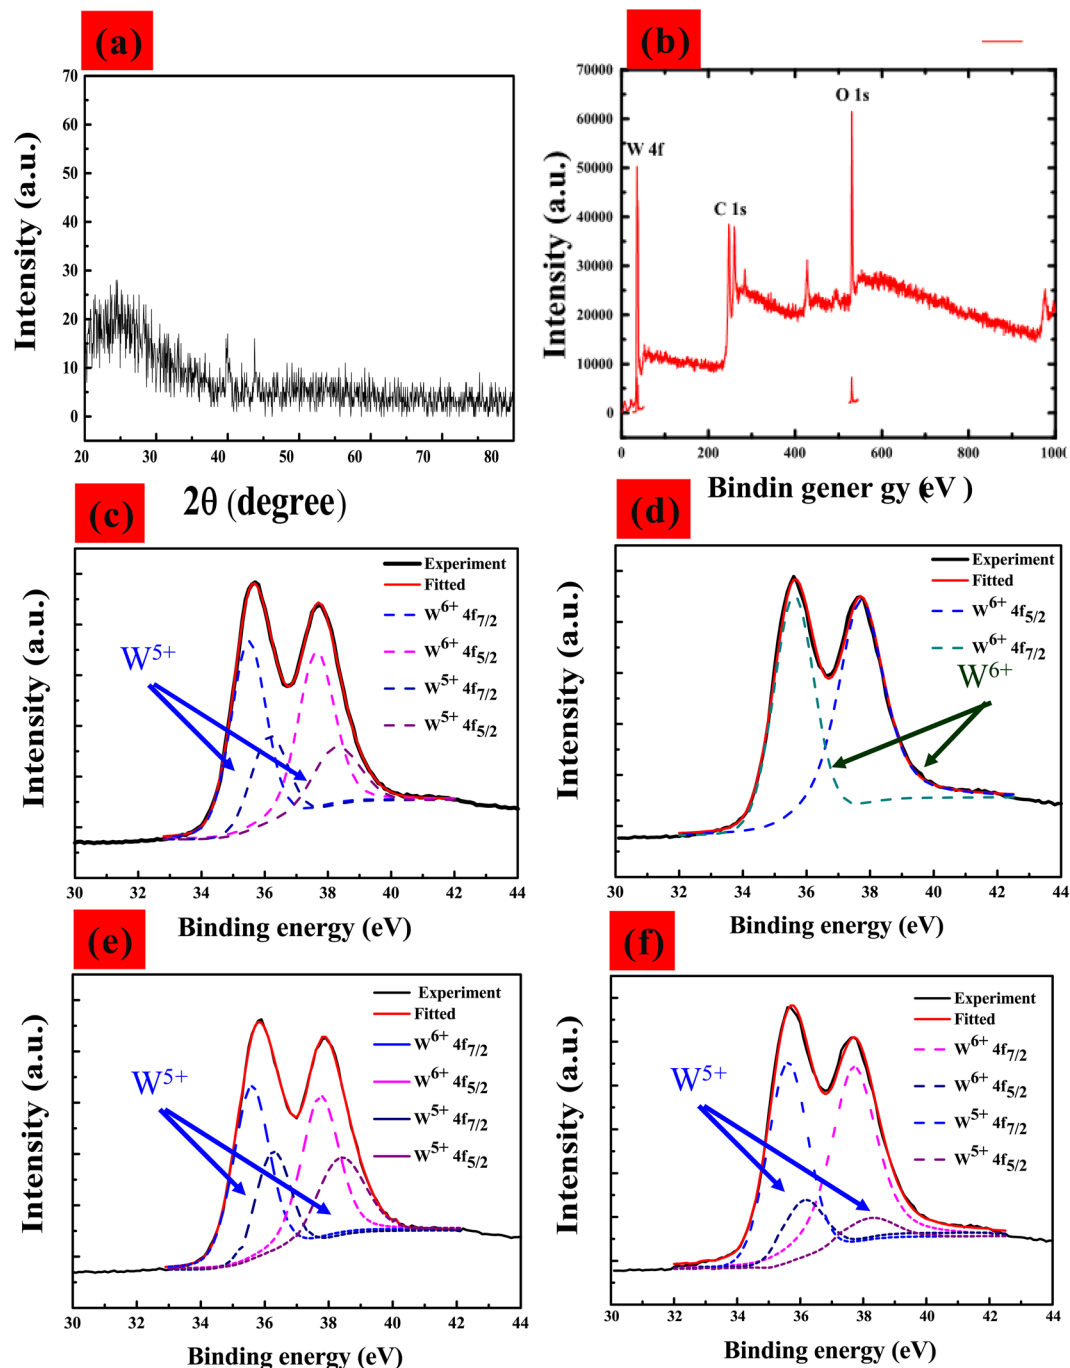 (a)
70
60
50
40
30
20
10
0
Intensity (a.u.)
20 30 40 50 60 70 80
2θ (degree)
(b)
70000
60000
50000
40000
30000
20000
10000
0
Intensity (a.u.)
O 1s
W 4f
C 1s
0 200 400 600 800 1000
Bindin gener gy (eV )
(c)
Experiment
Fitted
W6+ 4f7/2
W6+ 4f5/2
W5+ 4f7/2
W5+ 4f5/2
W5+
Intensity (a.u.)
30 32 34 36 38 40 42 44
Binding energy (eV)
(d)
Experiment
Fitted
W6+ 4f5/2
W6+ 4f7/2
W6+
Intensity (a.u.)
30 32 34 36 38 40 42 44
Binding energy (eV)
(e)
Experiment
Fitted
W6+ 4f7/2
W6+ 4f5/2
W5+ 4f7/2
W5+ 4f5/2
W5+
Intensity (a.u.)
30 32 34 36 38 40 42 44
Binding energy (eV)
(f)
Experiment
Fitted
W6+ 4f7/2
W6+ 4f5/2
W5+ 4f7/2
W5+ 4f5/2
W5+
Intensity (a.u.)
30 32 34 36 38 40 42 44
Binding energy (eV)